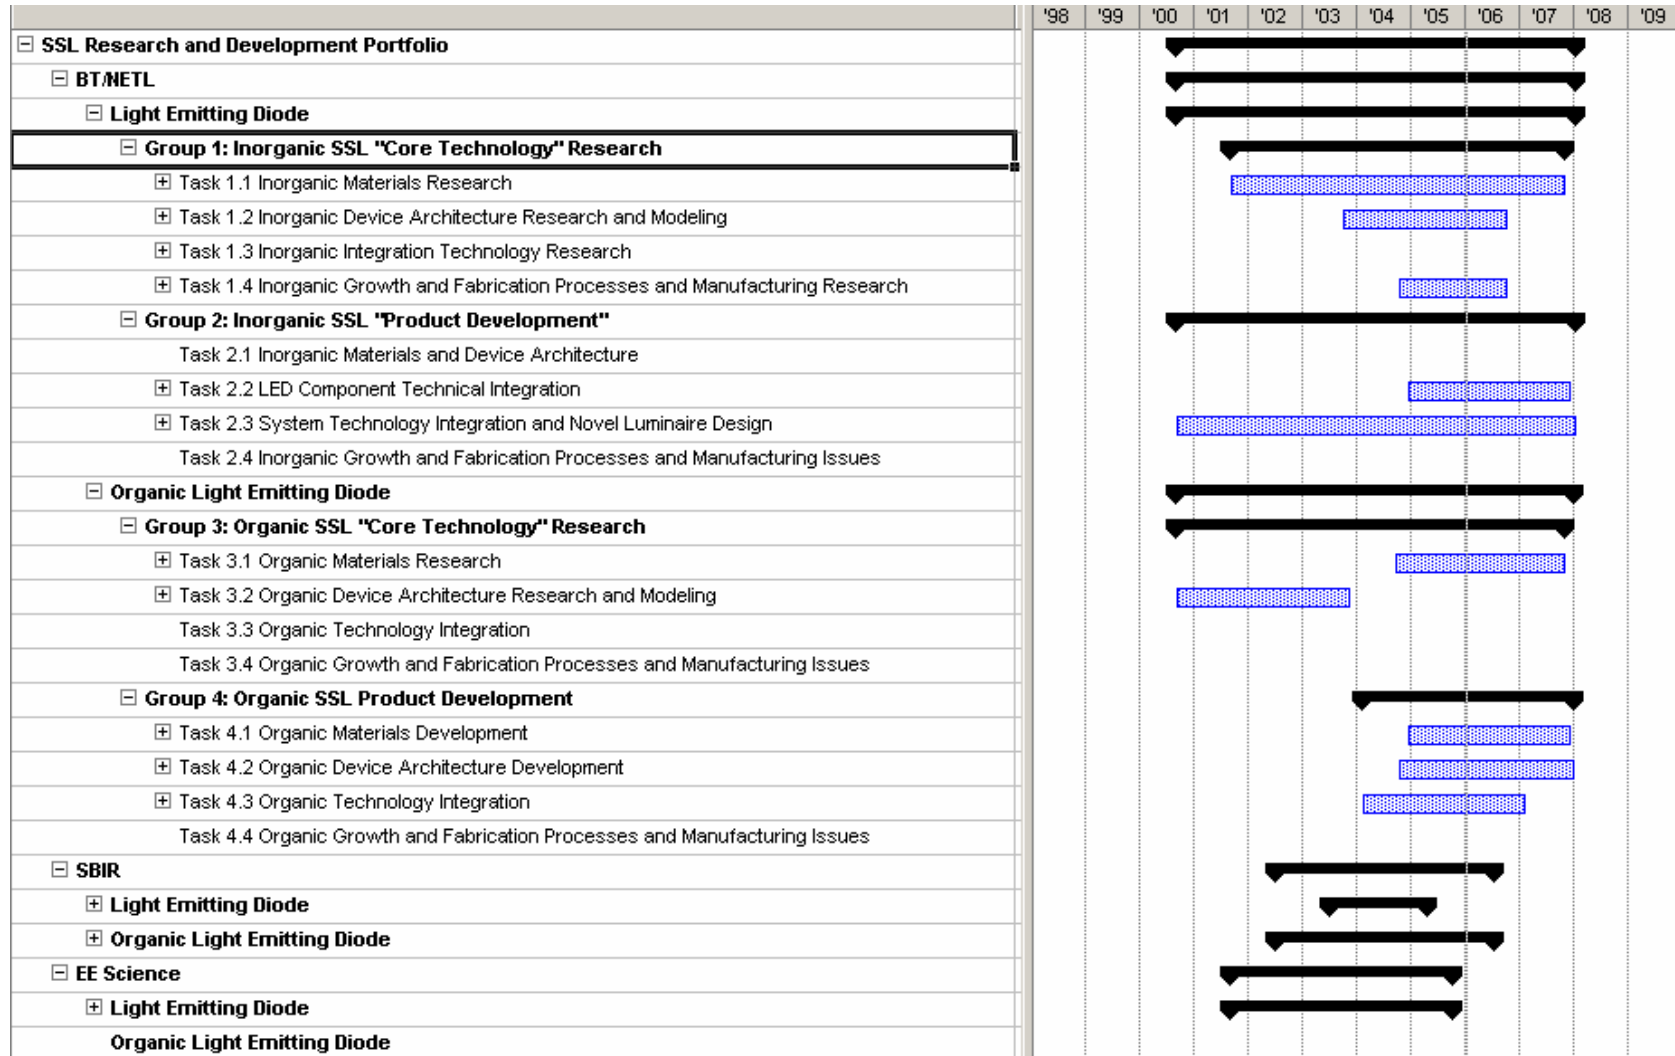 '98 '99 '00 '01 '02 '03 '04 '05 '06 '07 '08 '09
SSL Research and Development Portfolio
BT/NETL
Light Emitting Diode
Group 1: Inorganic SSL "Core Technology" Research
Task 1.1 Inorganic Materials Research
Task 1.2 Inorganic Device Architecture Research and Modeling
Task 1.3 Inorganic Integration Technology Research
Task 1.4 Inorganic Growth and Fabrication Processes and Manufacturing Research
Group 2: Inorganic SSL "Product Development"
Task 2.1 Inorganic Materials and Device Architecture
Task 2.2 LED Component Technical Integration
Task 2.3 System Technology Integration and Novel Luminaire Design
Task 2.4 Inorganic Growth and Fabrication Processes and Manufacturing Issues
Organic Light Emitting Diode
Group 3: Organic SSL "Core Technology" Research
Task 3.1 Organic Materials Research
Task 3.2 Organic Device Architecture Research and Modeling
Task 3.3 Organic Technology Integration
Task 3.4 Organic Growth and Fabrication Processes and Manufacturing Issues
Group 4: Organic SSL Product Development
Task 4.1 Organic Materials Development
Task 4.2 Organic Device Architecture Development
Task 4.3 Organic Technology Integration
Task 4.4 Organic Growth and Fabrication Processes and Manufacturing Issues
SBIR
Light Emitting Diode
Organic Light Emitting Diode
EE Science
Light Emitting Diode
Organic Light Emitting Diode